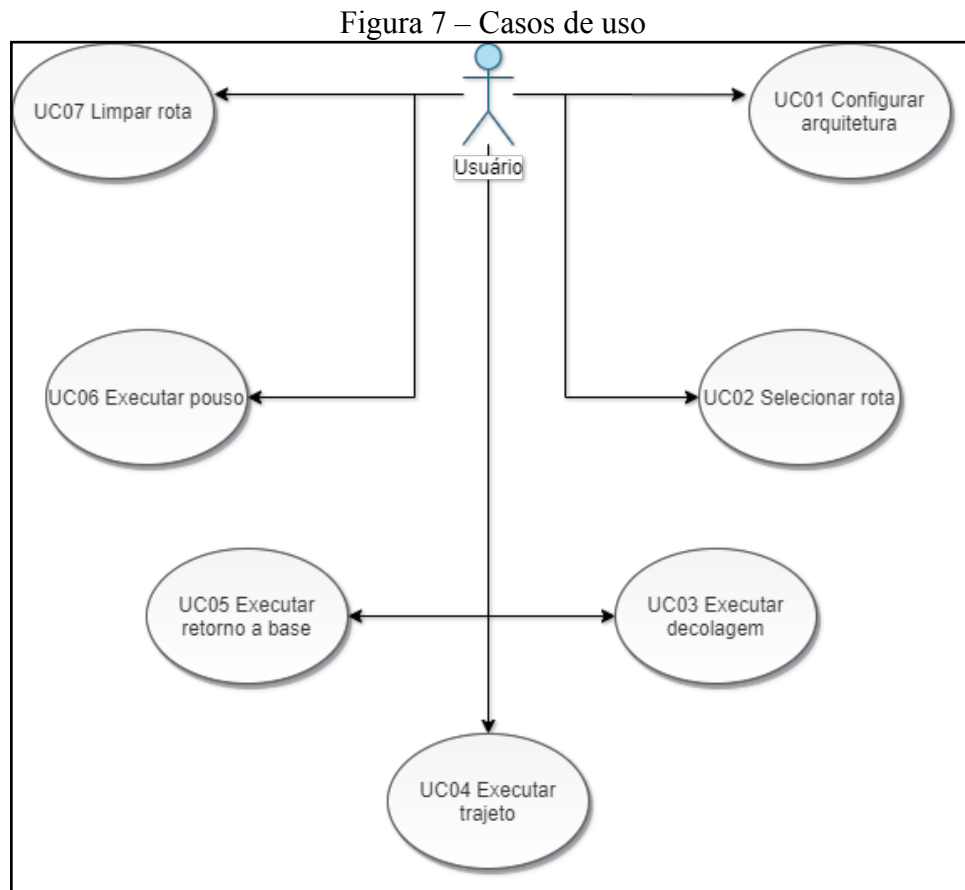 Figura 7 – Casos de uso
UC07 Limpar rota
Usuário
UC01 Configurar
arquitetura
UC06 Executar pouso
UC02 Selecionar rota
UC05 Executar
retorno a base
UC03 Executar
decolagem
UC04 Executar
trajeto